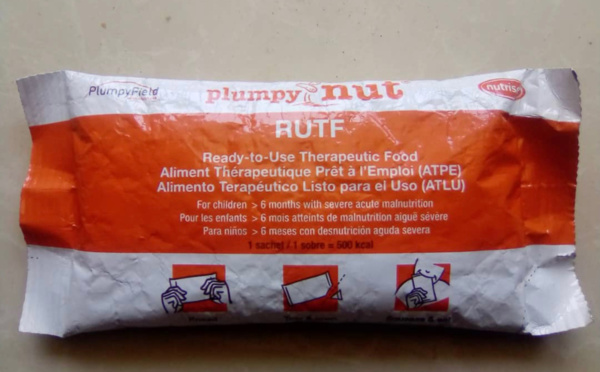 PlumpyField
plumpy nut
nutriset
RUTF
Ready-to-Use Therapeutic Food
Aliment Thérapeutique Prêt à l'Emploi (ATPE)
Alimento Terapéutico Listo para el Uso (ATLU)
For children > 6 months with severe acute malnutrition
Pour les enfants > 6 mois atteints de malnutrition aiguë sévère
Para niños > 6 meses con desnutrición aguda severa
1 sachet / 1 sobre = 500 kcal